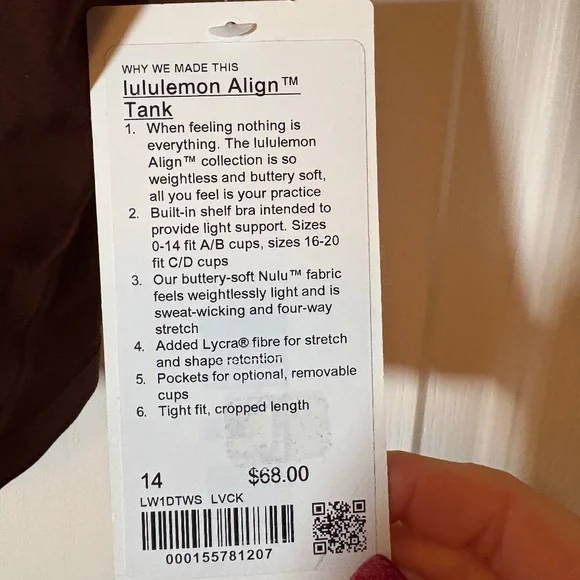 WHY WE MADE THIS
lululemon Align™
Tank
1. When feeling nothing is
everything. The lululemon
Align™ collection is so
weightless and buttery soft,
all you feel is your practice
2. Built-in shelf bra intended to
provide light support. Sizes
0-14 fit A/B cups, sizes 16-20
fit C/D cups
3. Our buttery-soft Nulu™ fabric
feels weightlessly light and is
sweat-wicking and four-way
stretch
4. Added Lycra® fibre for stretch
and shape retention
5. Pockets for optional, removable
cups
6. Tight fit, cropped length
14 $68.00
LW1DTWS LVCK
000155781207